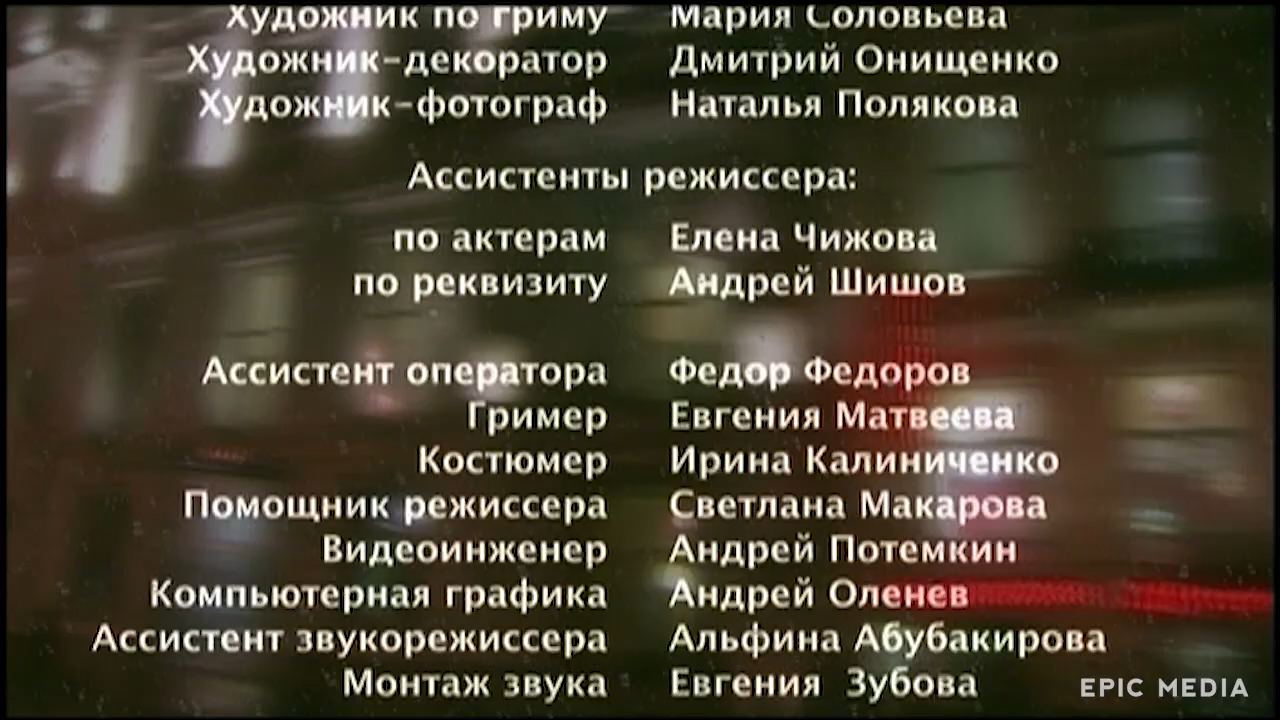 Художник по гриму Мария Соловьева
Художник-декоратор Дмитрий Онищенко
Художник-фотограф Наталья Полякова
Ассистенты режиссера:
по актерам Елена Чижова
по реквизиту Андрей Шишов
Ассистент оператора Федор Федоров
Гример Евгения Матвеева
Костюмер Ирина Калиниченко
Помощник режиссера Светлана Макарова
Видеоинженер Андрей Потемкин
Компьютерная графика Андрей Оленев
Ассистент звукорежиссера Альфина Абубакирова
Монтаж звука Евгения Зубова
EPIC MEDIA